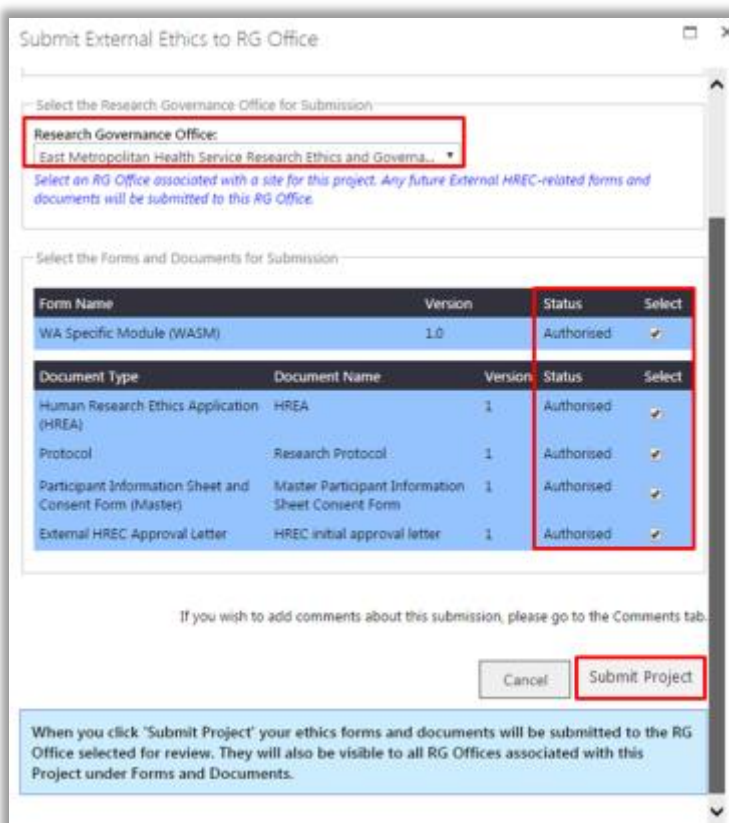 Submit External Ethics to RG Office
Select the Research Governance Office for Submission
Research Governance Office:
East Metropolitan Health Service Research Ethics and Governa...
Select an RG Office associated with a site for this project. Any future External HREC-related forms and
documents will be submitted to this RG Office.
Select the Forms and Documents for Submission
Form Name Version Status Select
WA Specific Module (WASM) 1.0 Authorised
Document Type Document Name Version Status Select
Human Research Ethics Application HREA 1 Authorised
(HREA)
Protocol Research Protocol 1 Authorised
Participant Information Sheet and Master Participant Information 1 Authorised
Consent Form (Master) Sheet Consent Form
External HREC Approval Letter HREC initial approval letter 1 Authorised
If you wish to add comments about this submission, please go to the Comments tab.
Cancel Submit Project
When you click 'Submit Project' your ethics forms and documents will be submitted to the RG
Office selected for review. They will also be visible to all RG Offices associated with this
Project under Forms and Documents.